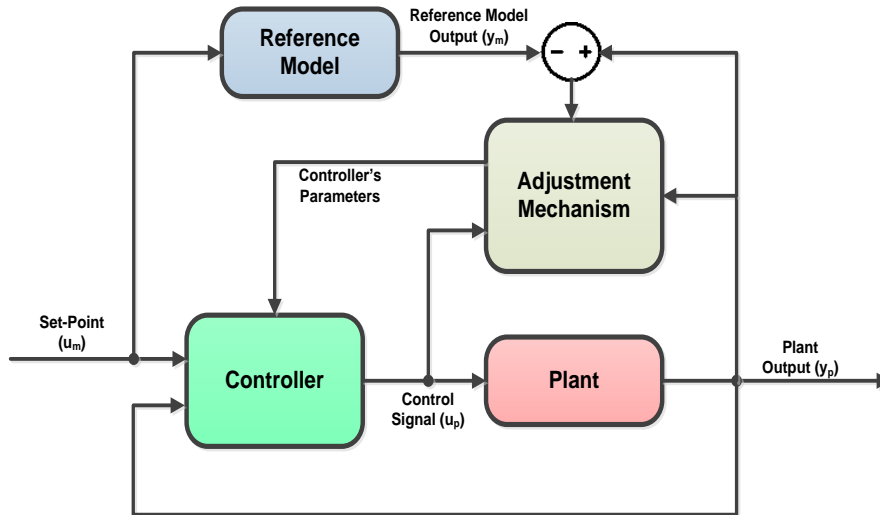 Reference
Model
Reference Model
Output (ym)
− +
Controller's
Parameters
Adjustment
Mechanism
Set-Point
(um)
Controller
Control
Signal (up)
Plant
Plant
Output (yp)